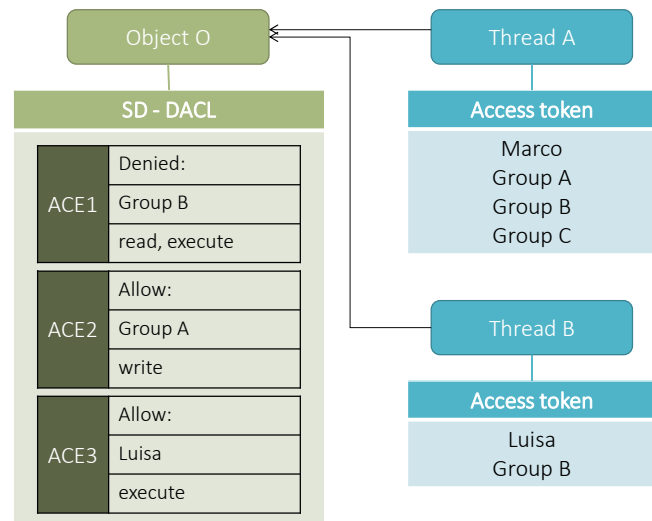 Object O
Thread A
SD - DACL
ACE1
Denied:
Group B
read, execute
ACE2
Allow:
Group A
write
ACE3
Allow:
Luisa
execute
Access token
Marco
Group A
Group B
Group C
Thread B
Access token
Luisa
Group B